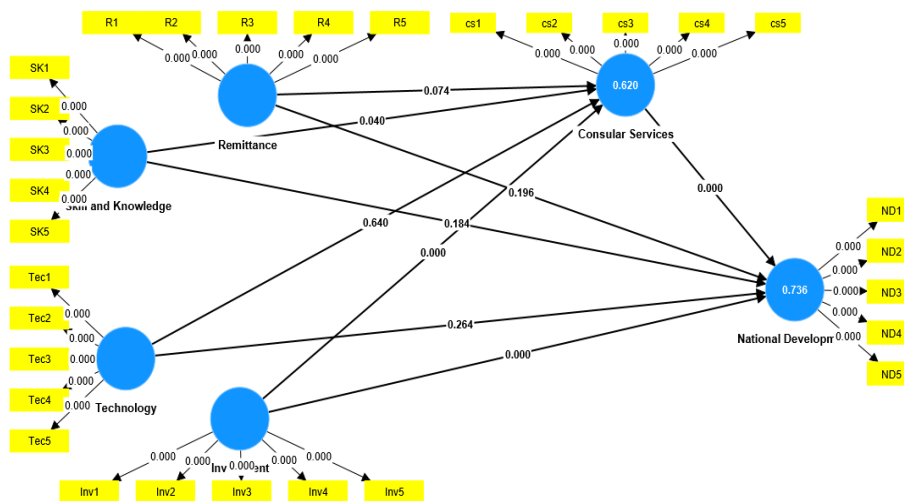 R1 R2 R3 R4 R5
cs1 cs2 cs3 cs4 cs5
0.000 0.000 0.000 0.000 0.000
0.000 0.000 0.000 0.000 0.000
SK1
SK2
SK3
SK4
SK5
0.000
0.000
0.000
0.000
0.000
Remittance
0.620
Consular Services
0.074
0.040
Skill and Knowledge
0.196
0.184
0.640
0.000
0.000
ND1
ND2
ND3
ND4
ND5
0.000
0.000
0.000
0.000
0.000
0.736
National Developm
Tec1
Tec2
Tec3
Tec4
Tec5
0.000
0.000
0.000
0.000
0.000
Technology
0.264
0.000
0.000 0.000 0.000 0.000 0.000
Inv1 Inv2 Inv3 Inv4 Inv5